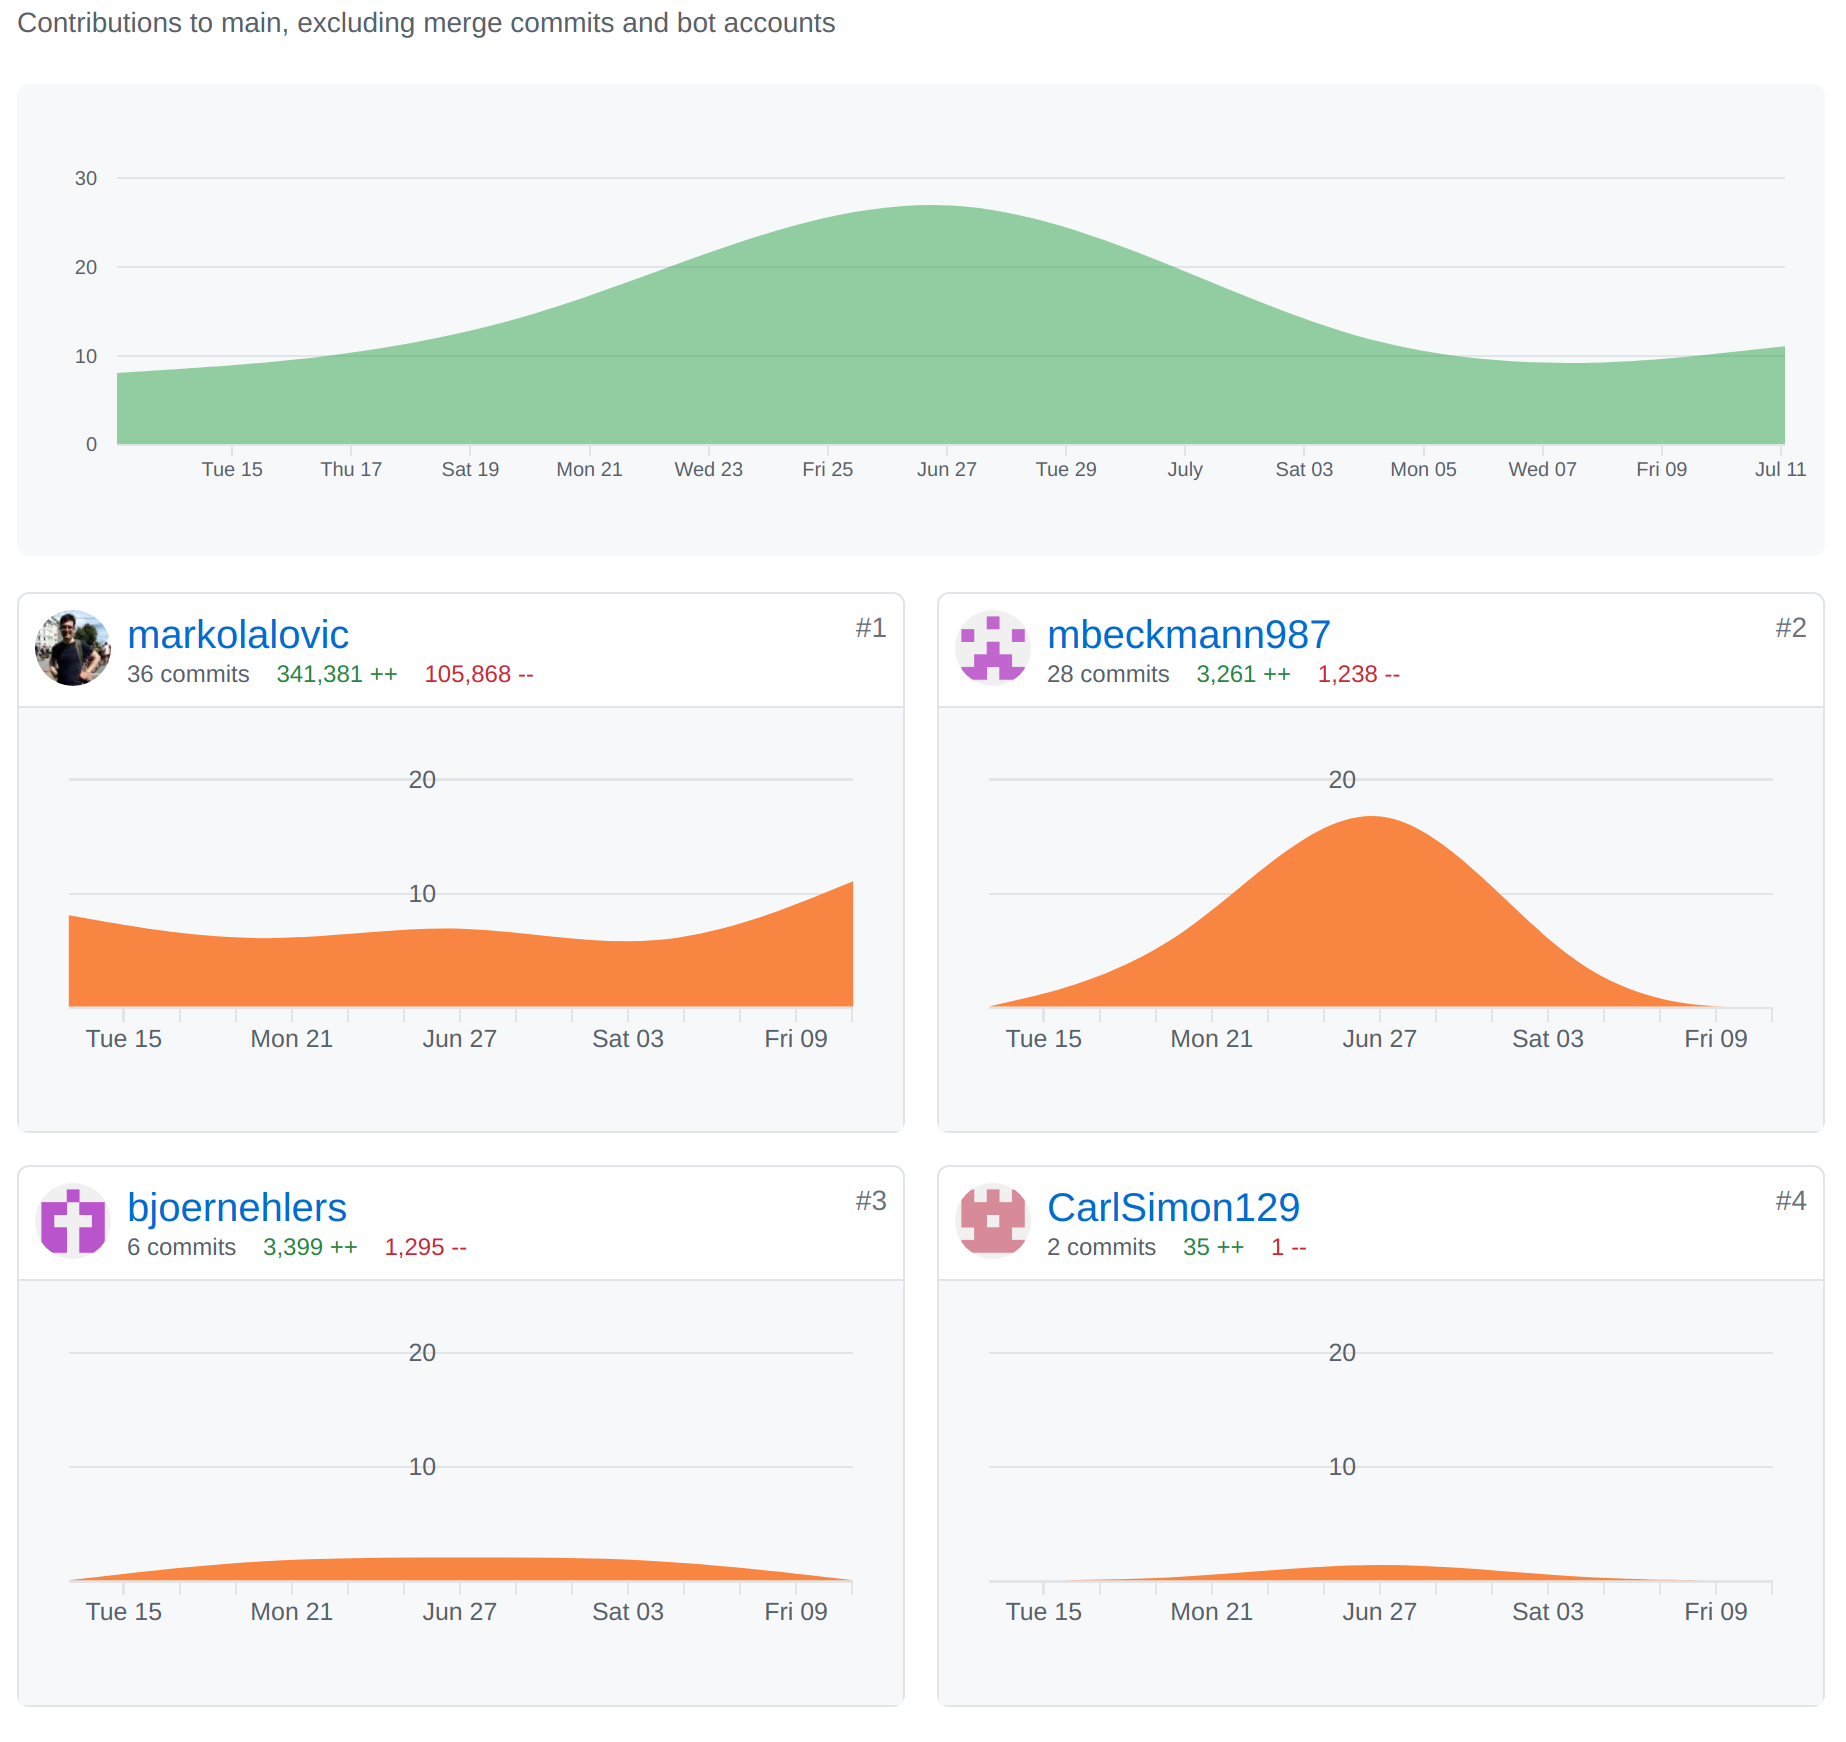 Contributions to main, excluding merge commits and bot accounts
30
20
10
0
Tue 15 Thu 17 Sat 19 Mon 21 Wed 23 Fri 25 Jun 27 Tue 29 July Sat 03 Mon 05 Wed 07 Fri 09 Jul 11
markolalovic #1
36 commits 341,381 ++ 105,868 --
20
10
Tue 15 Mon 21 Jun 27 Sat 03 Fri 09
mbeckmann987 #2
28 commits 3,261 ++ 1,238 --
20
Tue 15 Mon 21 Jun 27 Sat 03 Fri 09
bjoernehlers #3
6 commits 3,399 ++ 1,295 --
20
10
Tue 15 Mon 21 Jun 27 Sat 03 Fri 09
CarlSimon129 #4
2 commits 35 ++ 1 --
20
10
Tue 15 Mon 21 Jun 27 Sat 03 Fri 09